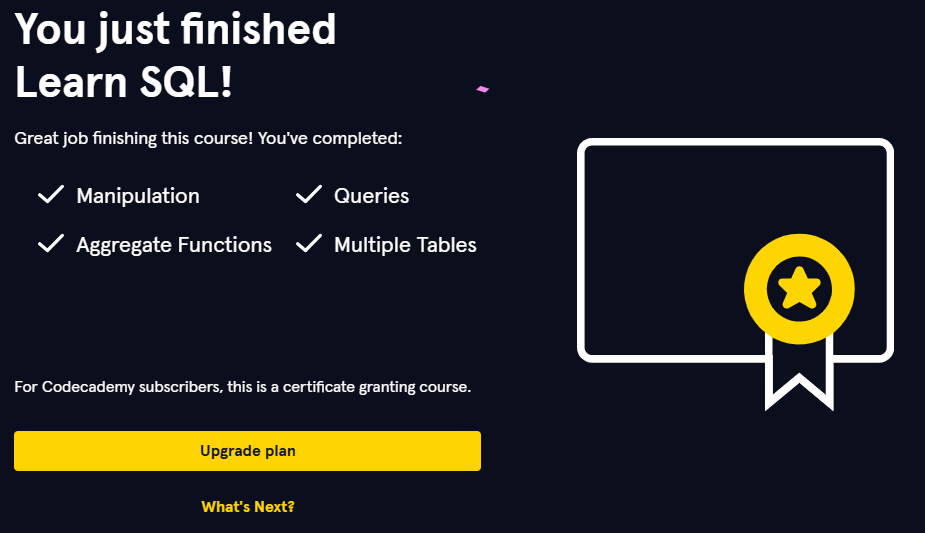 You just finished
Learn SQL!
Great job finishing this course! You've completed:
Manipulation
Queries
Aggregate Functions
Multiple Tables
For Codecademy subscribers, this is a certificate granting course.
Upgrade plan
What's Next?